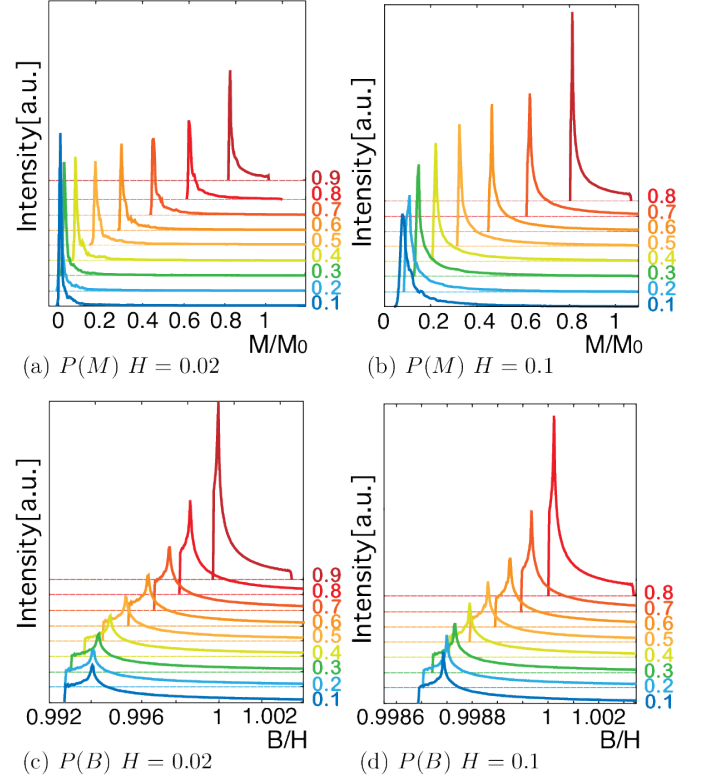 Intensity[a.u.]
0.9
0.8
0.7
0.6
0.5
0.4
0.3
0.2
0.1
0 0.2 0.4 0.6 0.8 1
M/M0
(a) P(M) H = 0.02
Intensity[a.u.]
0.8
0.7
0.6
0.5
0.4
0.3
0.2
0.1
0 0.2 0.4 0.6 0.8 1
M/M0
(b) P(M) H = 0.1
Intensity[a.u.]
0.9
0.8
0.7
0.6
0.5
0.4
0.3
0.2
0.1
0.992 0.996 1 1.002
B/H
(c) P(B) H = 0.02
Intensity[a.u.]
0.8
0.7
0.6
0.5
0.4
0.3
0.2
0.1
0.9986 0.9988 1 1.002
B/H
(d) P(B) H = 0.1